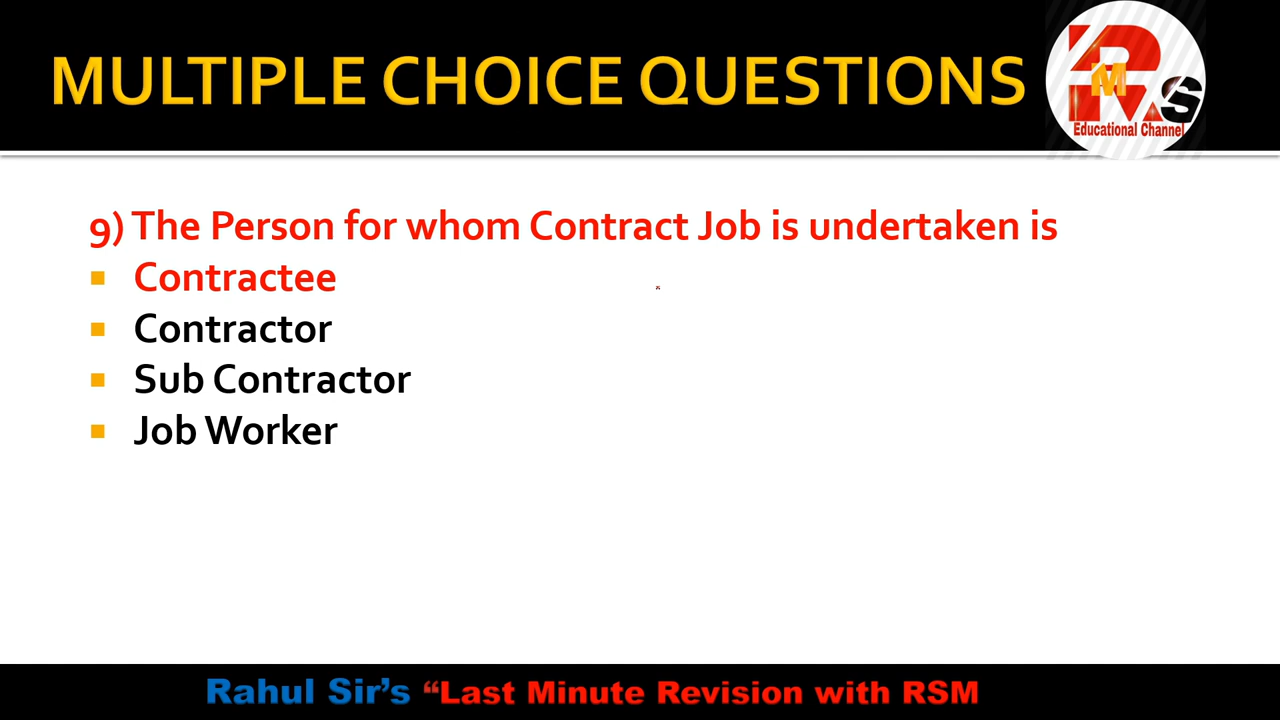 MULTIPLE CHOICE QUESTIONS
RMS
Educational Channel
9) The Person for whom Contract Job is undertaken is
Contractee
Contractor
Sub Contractor
Job Worker
Rahul Sir's “Last Minute Revision with RSM